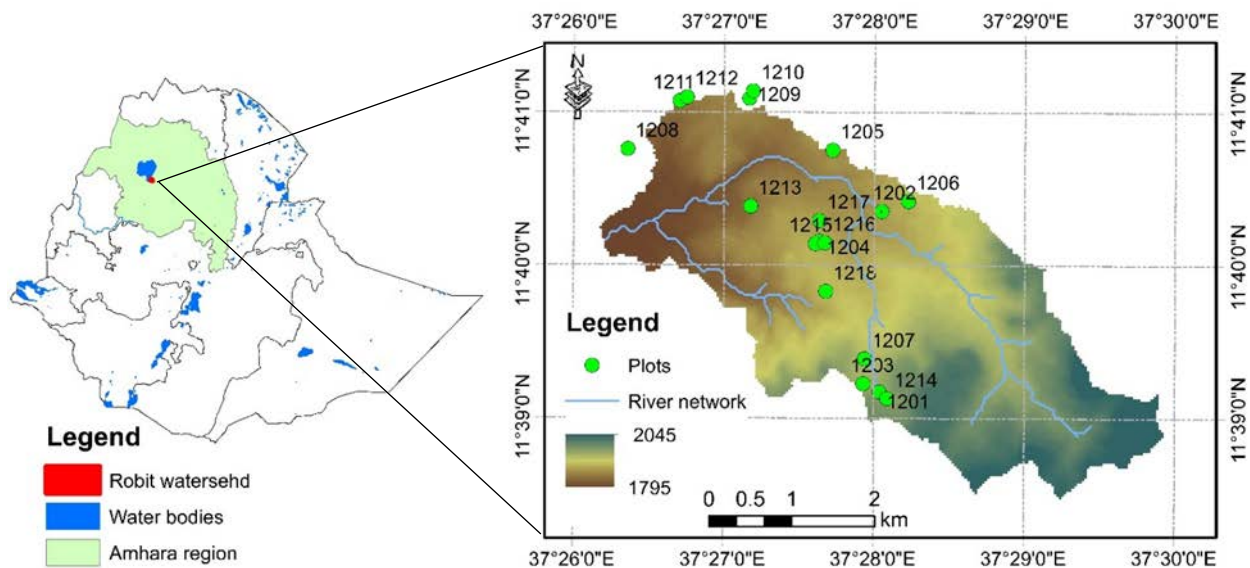 Legend
Robit watersehd
Water bodies
Amhara region
37°26'0"E 37°27'0"E 37°28'0"E 37°29'0"E 37°30'0"E
N
11°41'0"N
11°40'0"N
11°39'0"N
1211 1212 1210
1209
1208
1205
1206
1202
1213
1217
1215 1216
1204
1218
1207
1203
1214
1201
Legend
Plots
River network
2045
1795
0 0.5 1 2
km
11°41'0"N
11°40'0"N
11°39'0"N
37°26'0"E 37°27'0"E 37°28'0"E 37°29'0"E 37°30'0"E